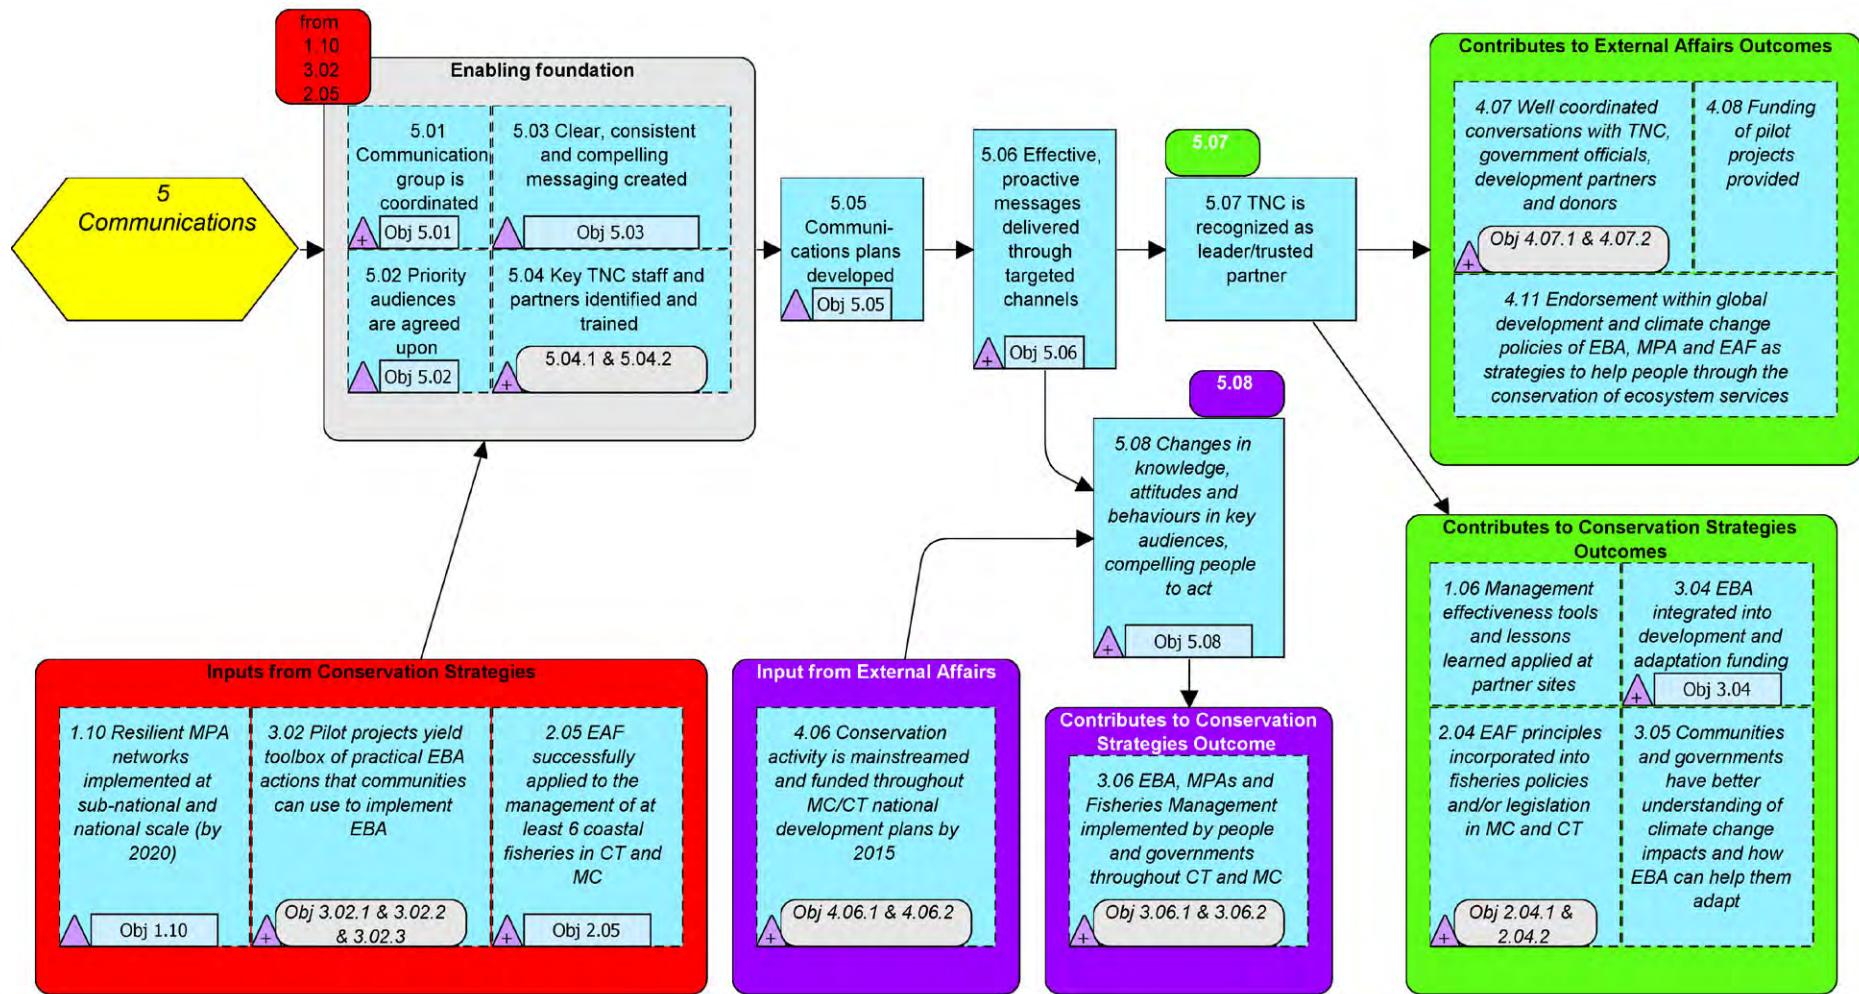 from
1.10
3.02
2.05
Enabling foundation
5
Communications
5.01
Communication
group is
coordinated
+
Obj 5.01
5.03 Clear, consistent
and compelling
messaging created
Obj 5.03
5.02 Priority
audiences
are agreed
upon
Obj 5.02
5.04 Key TNC staff and
partners identified and
trained
+
5.04.1 & 5.04.2
5.05
Communi-
cations plans
developed
Obj 5.05
5.06 Effective,
proactive
messages
delivered
through
targeted
channels
+
Obj 5.06
5.07
5.07 TNC is
recognized as
leader/trusted
partner
5.08
5.08 Changes in
knowledge,
attitudes and
behaviours in key
audiences,
compelling people
to act
+
Obj 5.08
Contributes to External Affairs Outcomes
4.07 Well coordinated
conversations with TNC,
government officials,
development partners
and donors
+
Obj 4.07.1 & 4.07.2
4.08 Funding
of pilot
projects
provided
4.11 Endorsement within global
development and climate change
policies of EBA, MPA and EAF as
strategies to help people through the
conservation of ecosystem services
Contributes to Conservation Strategies
Outcomes
1.06 Management
effectiveness tools
and lessons
learned applied at
partner sites
3.04 EBA
integrated into
development and
adaptation funding
+
Obj 3.04
2.04 EAF principles
incorporated into
fisheries policies
and/or legislation
in MC and CT
+
Obj 2.04.1 &
2.04.2
3.05 Communities
and governments
have better
understanding of
climate change
impacts and how
EBA can help them
adapt
Inputs from Conservation Strategies
1.10 Resilient MPA
networks
implemented at
sub-national and
national scale (by
2020)
Obj 1.10
3.02 Pilot projects yield
toolbox of practical EBA
actions that communities
can use to implement
EBA
+
Obj 3.02.1 & 3.02.2
& 3.02.3
2.05 EAF
successfully
applied to the
management of at
least 6 coastal
fisheries in CT and
MC
+
Obj 2.05
Input from External Affairs
4.06 Conservation
activity is mainstreamed
and funded throughout
MC/CT national
development plans by
2015
+
Obj 4.06.1 & 4.06.2
Contributes to Conservation
Strategies Outcome
3.06 EBA, MPAs and
Fisheries Management
implemented by people
and governments
throughout CT and MC
+
Obj 3.06.1 & 3.06.2